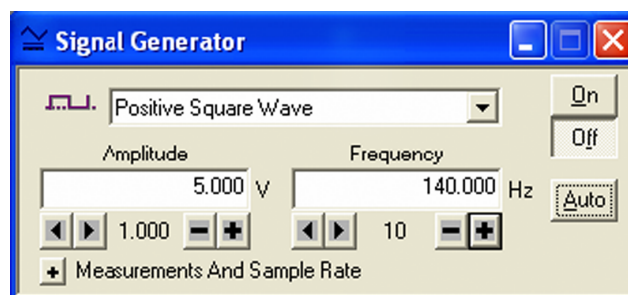 Signal Generator
Positive Square Wave
On
Off
Amplitude Frequency
5.000 V 140.000 Hz
Auto
1.000 10
Measurements And Sample Rate